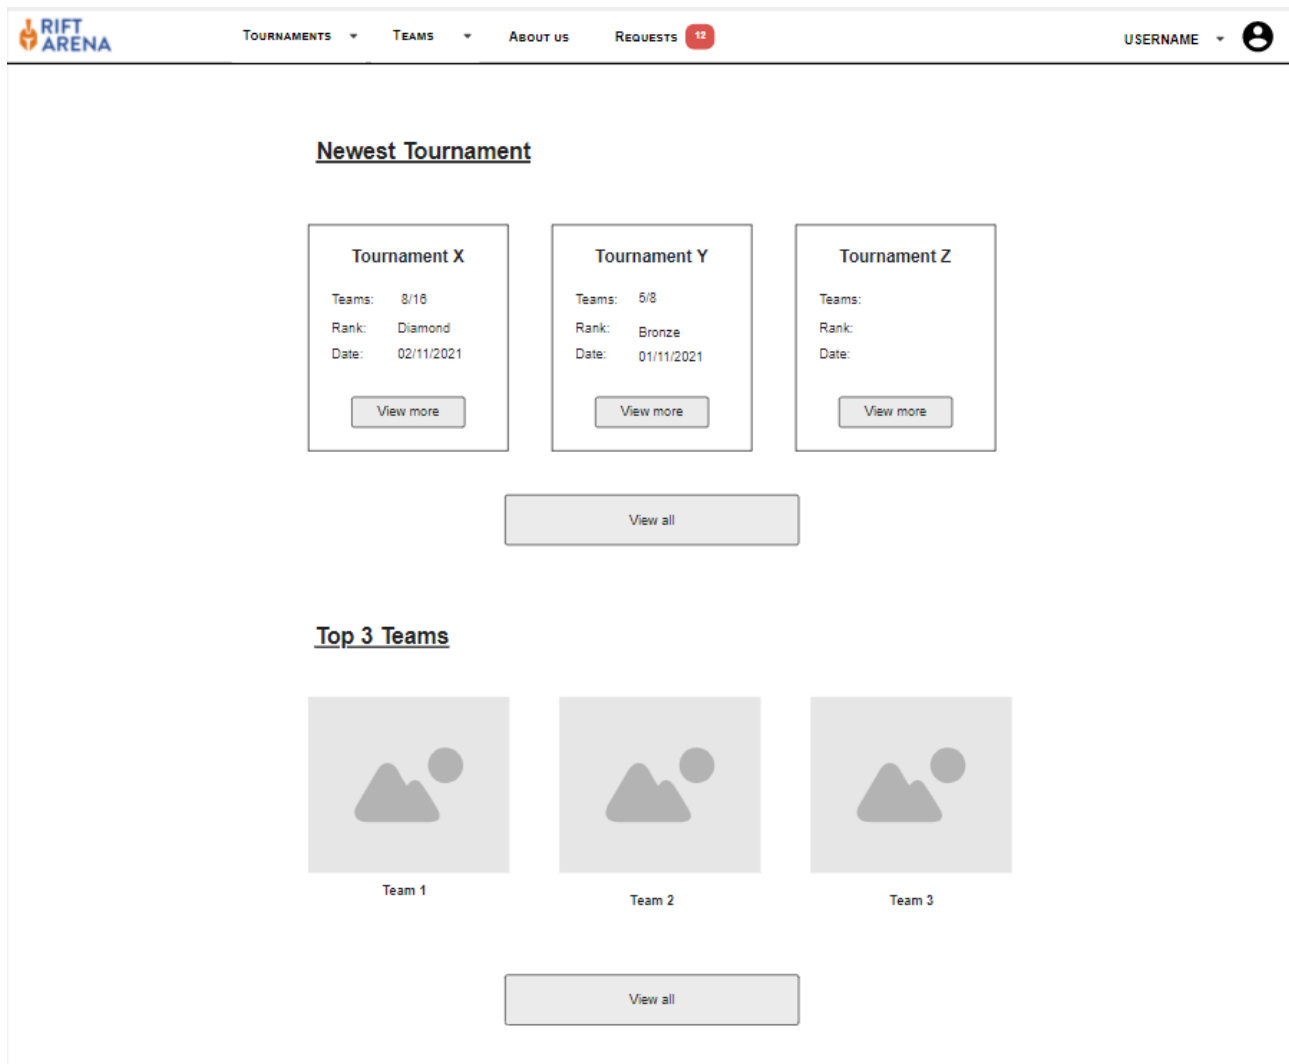 RIFT
ARENA
TOURNAMENTS TEAMS ABOUT US REQUESTS 12 USERNAME
Newest Tournament
Tournament X
Teams: 8/16
Rank: Diamond
Date: 02/11/2021
View more
Tournament Y
Teams: 5/8
Rank: Bronze
Date: 01/11/2021
View more
Tournament Z
Teams:
Rank:
Date:
View more
View all
Top 3 Teams
Team 1
Team 2
Team 3
View all